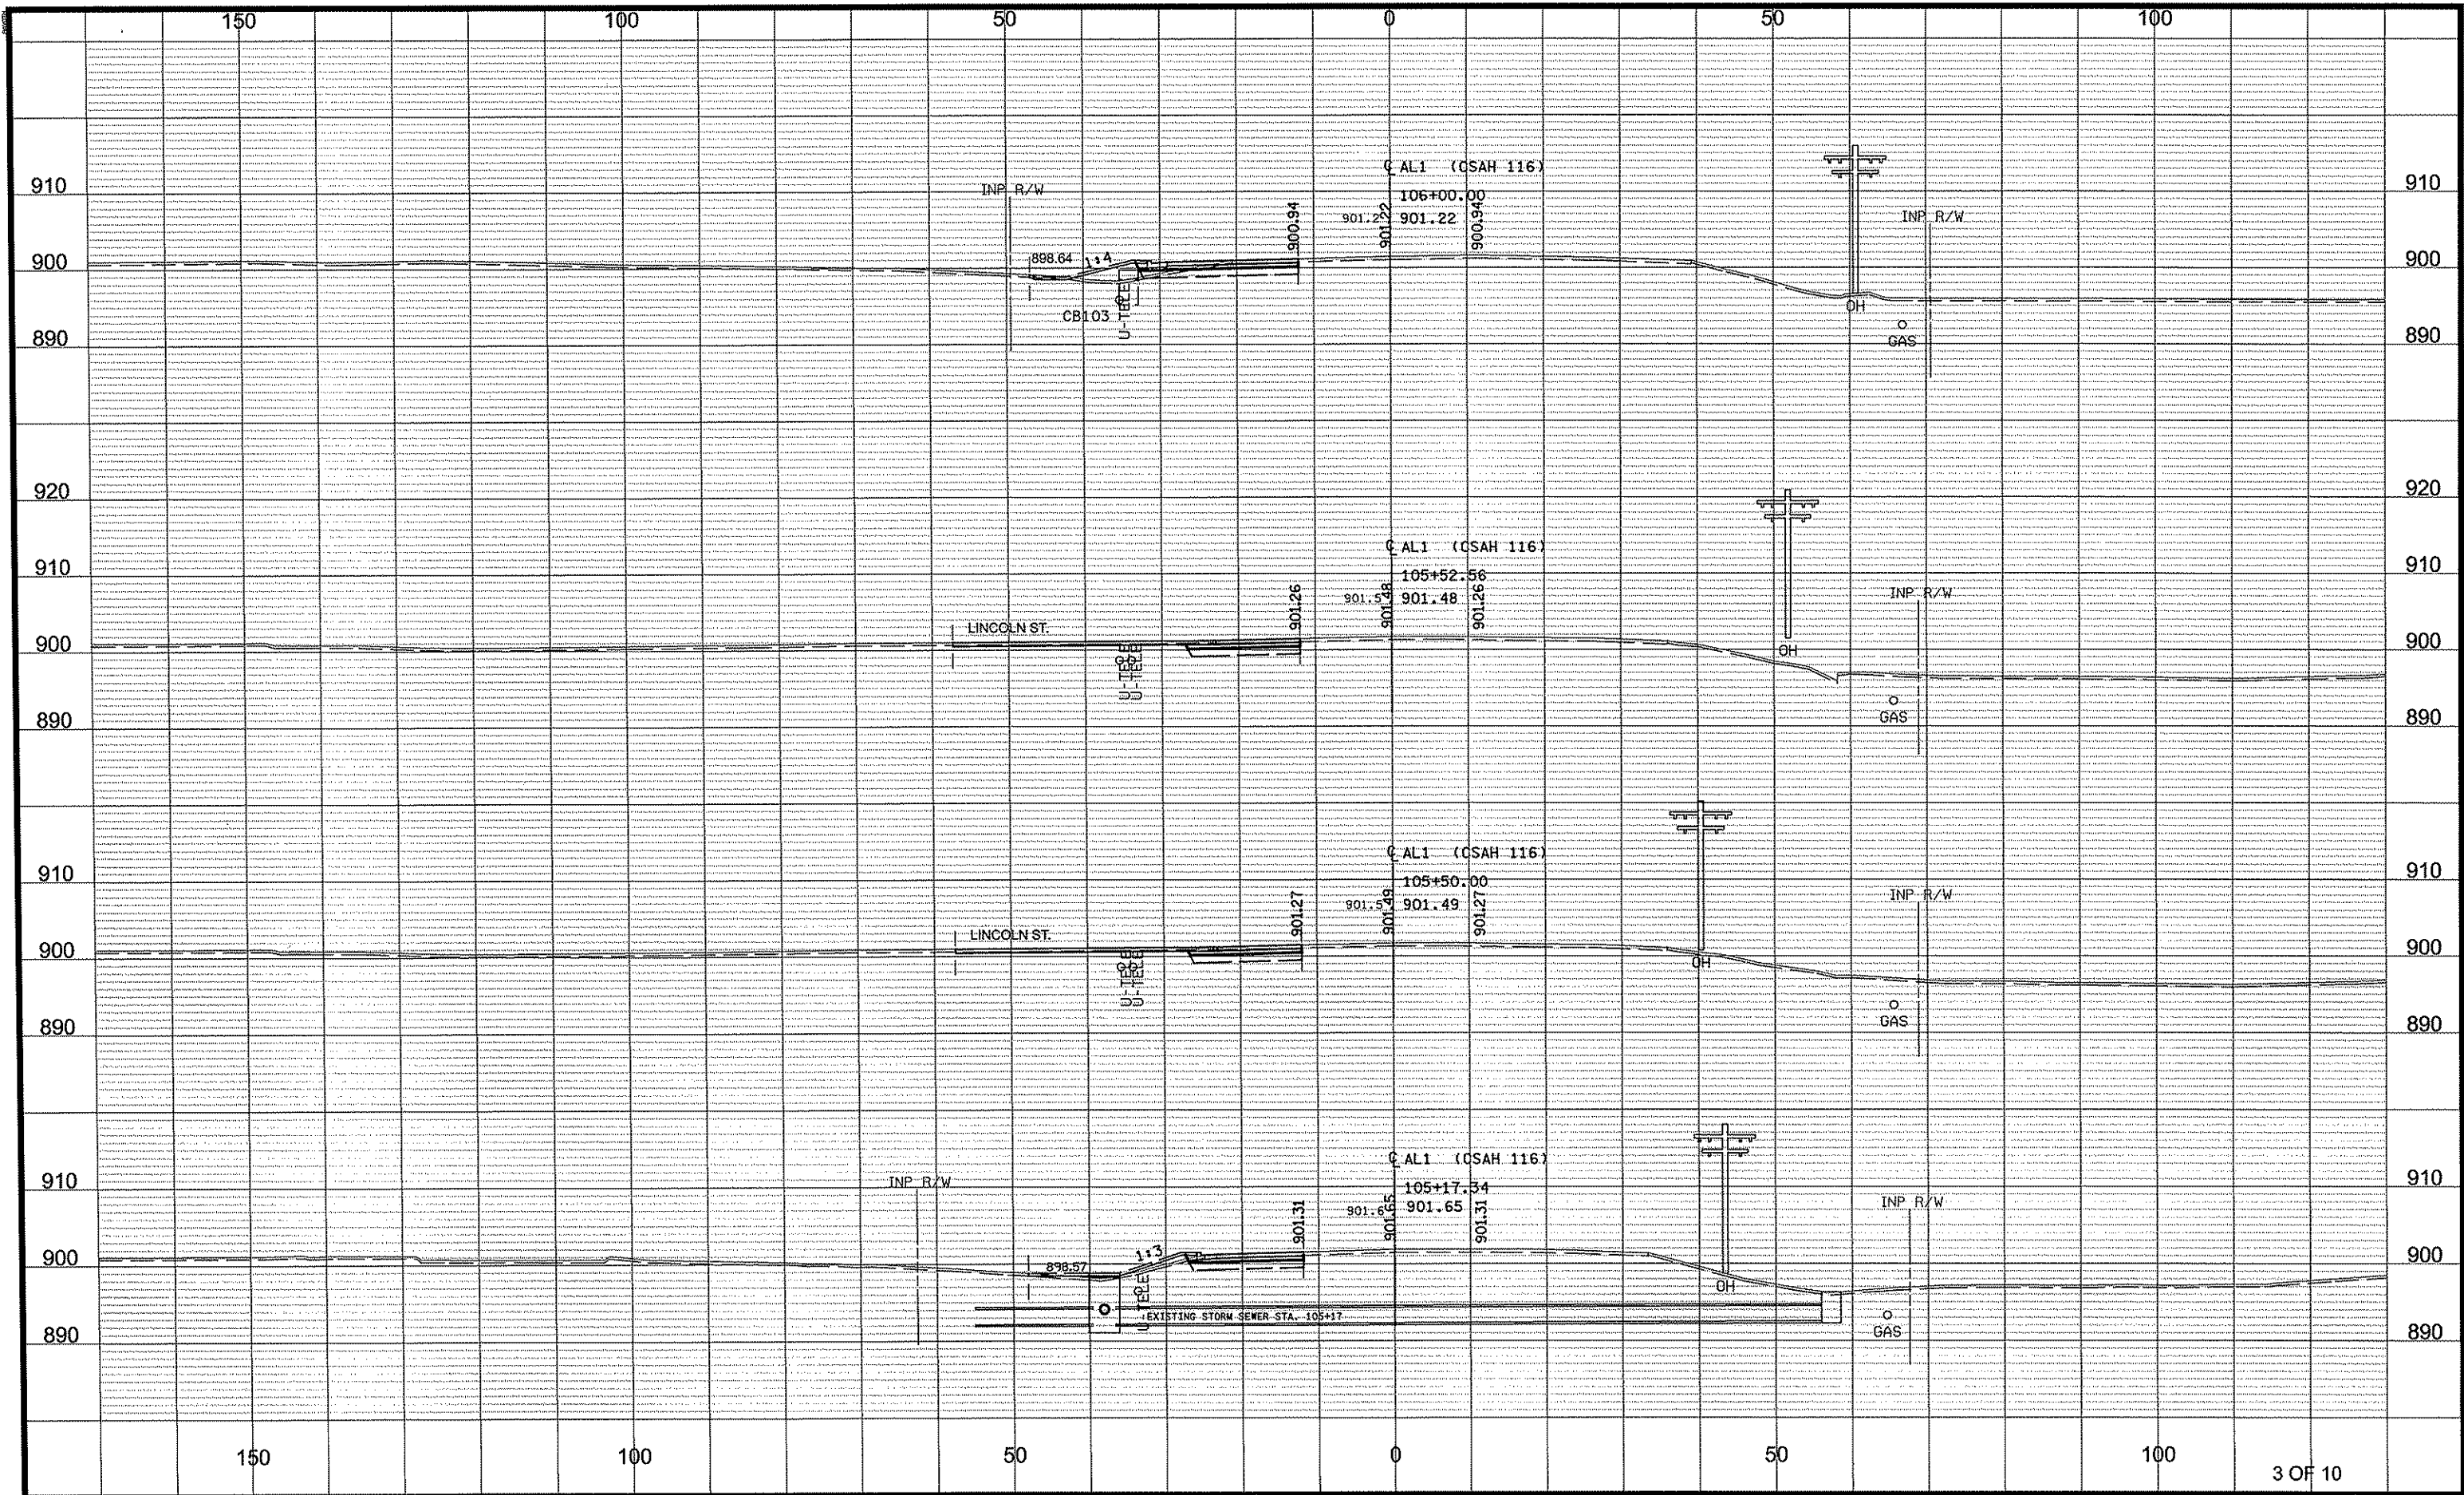 150 100 50 0 50 100
℄ AL1 (CSAH 116)
910 INP R/W 106+00.00 910
900.94 901.2 901.22 901.22 900.94 INP R/W
900 898.64 1:4 900
U-TELE OH
CB103
890 GAS 890
920 920
℄ AL1 (CSAH 116)
910 105+52.56 910
901.26 901.5 901.48 901.48 901.26 INP R/W
LINCOLN ST.
900 OH 900
U-TELE U-TELE
890 GAS 890
℄ AL1 (CSAH 116)
910 105+50.00 910
901.27 901.5 901.49 901.49 901.27 INP R/W
LINCOLN ST.
900 OH 900
U-TELE U-TELE
890 GAS 890
℄ AL1 (CSAH 116)
910 INP R/W 105+17.34 910
901.31 901.6 901.65 901.65 901.31 INP R/W
1:3
900 898.57 900
U-TELE OH
EXISTING STORM SEWER STA. 105+17
890 GAS 890
150 100 50 0 50 100
3 OF 10